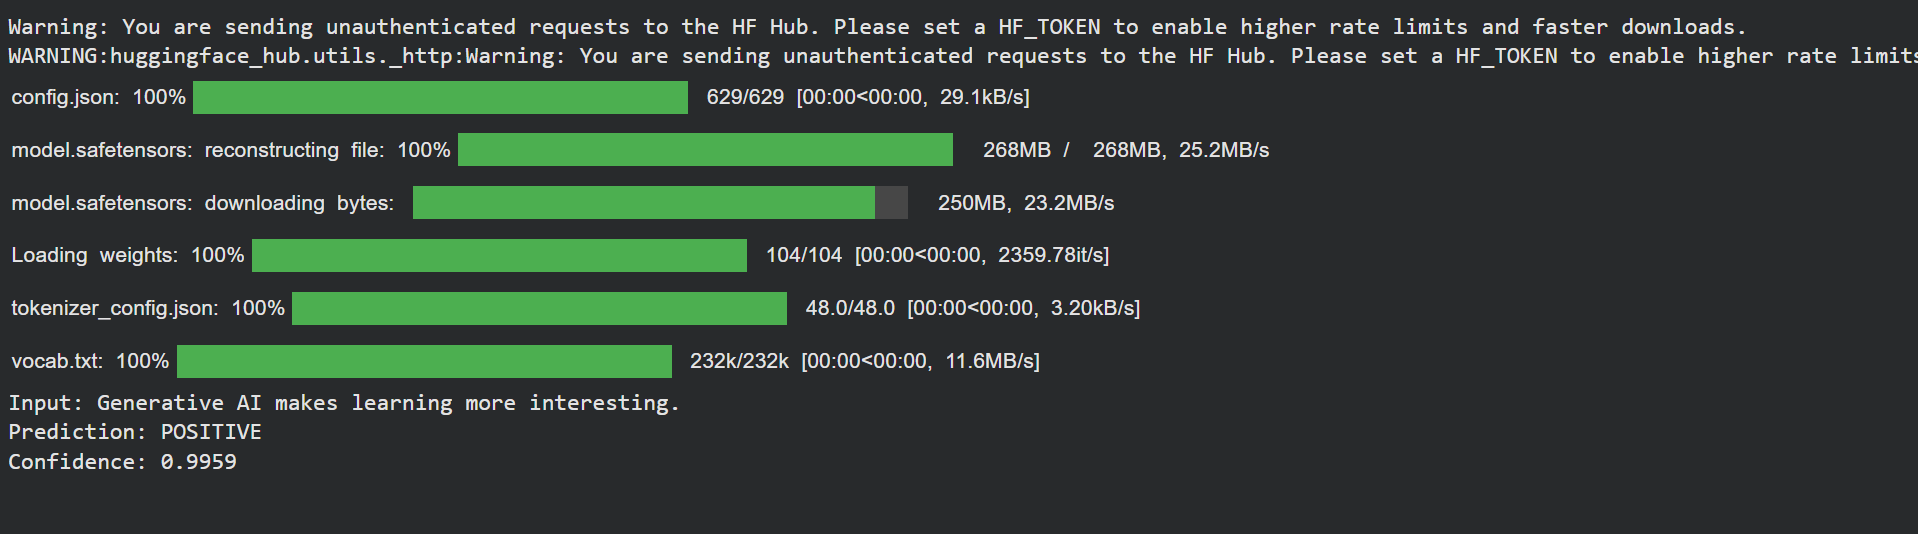 Warning: You are sending unauthenticated requests to the HF Hub. Please set a HF_TOKEN to enable higher rate limits and faster downloads.
WARNING:huggingface_hub.utils._http:Warning: You are sending unauthenticated requests to the HF Hub. Please set a HF_TOKEN to enable higher rate limits
config.json: 100% 629/629 [00:00<00:00, 29.1kB/s]
model.safetensors: reconstructing file: 100% 268MB / 268MB, 25.2MB/s
model.safetensors: downloading bytes: 250MB, 23.2MB/s
Loading weights: 100% 104/104 [00:00<00:00, 2359.78it/s]
tokenizer_config.json: 100% 48.0/48.0 [00:00<00:00, 3.20kB/s]
vocab.txt: 100% 232k/232k [00:00<00:00, 11.6MB/s]
Input: Generative AI makes learning more interesting.
Prediction: POSITIVE
Confidence: 0.9959